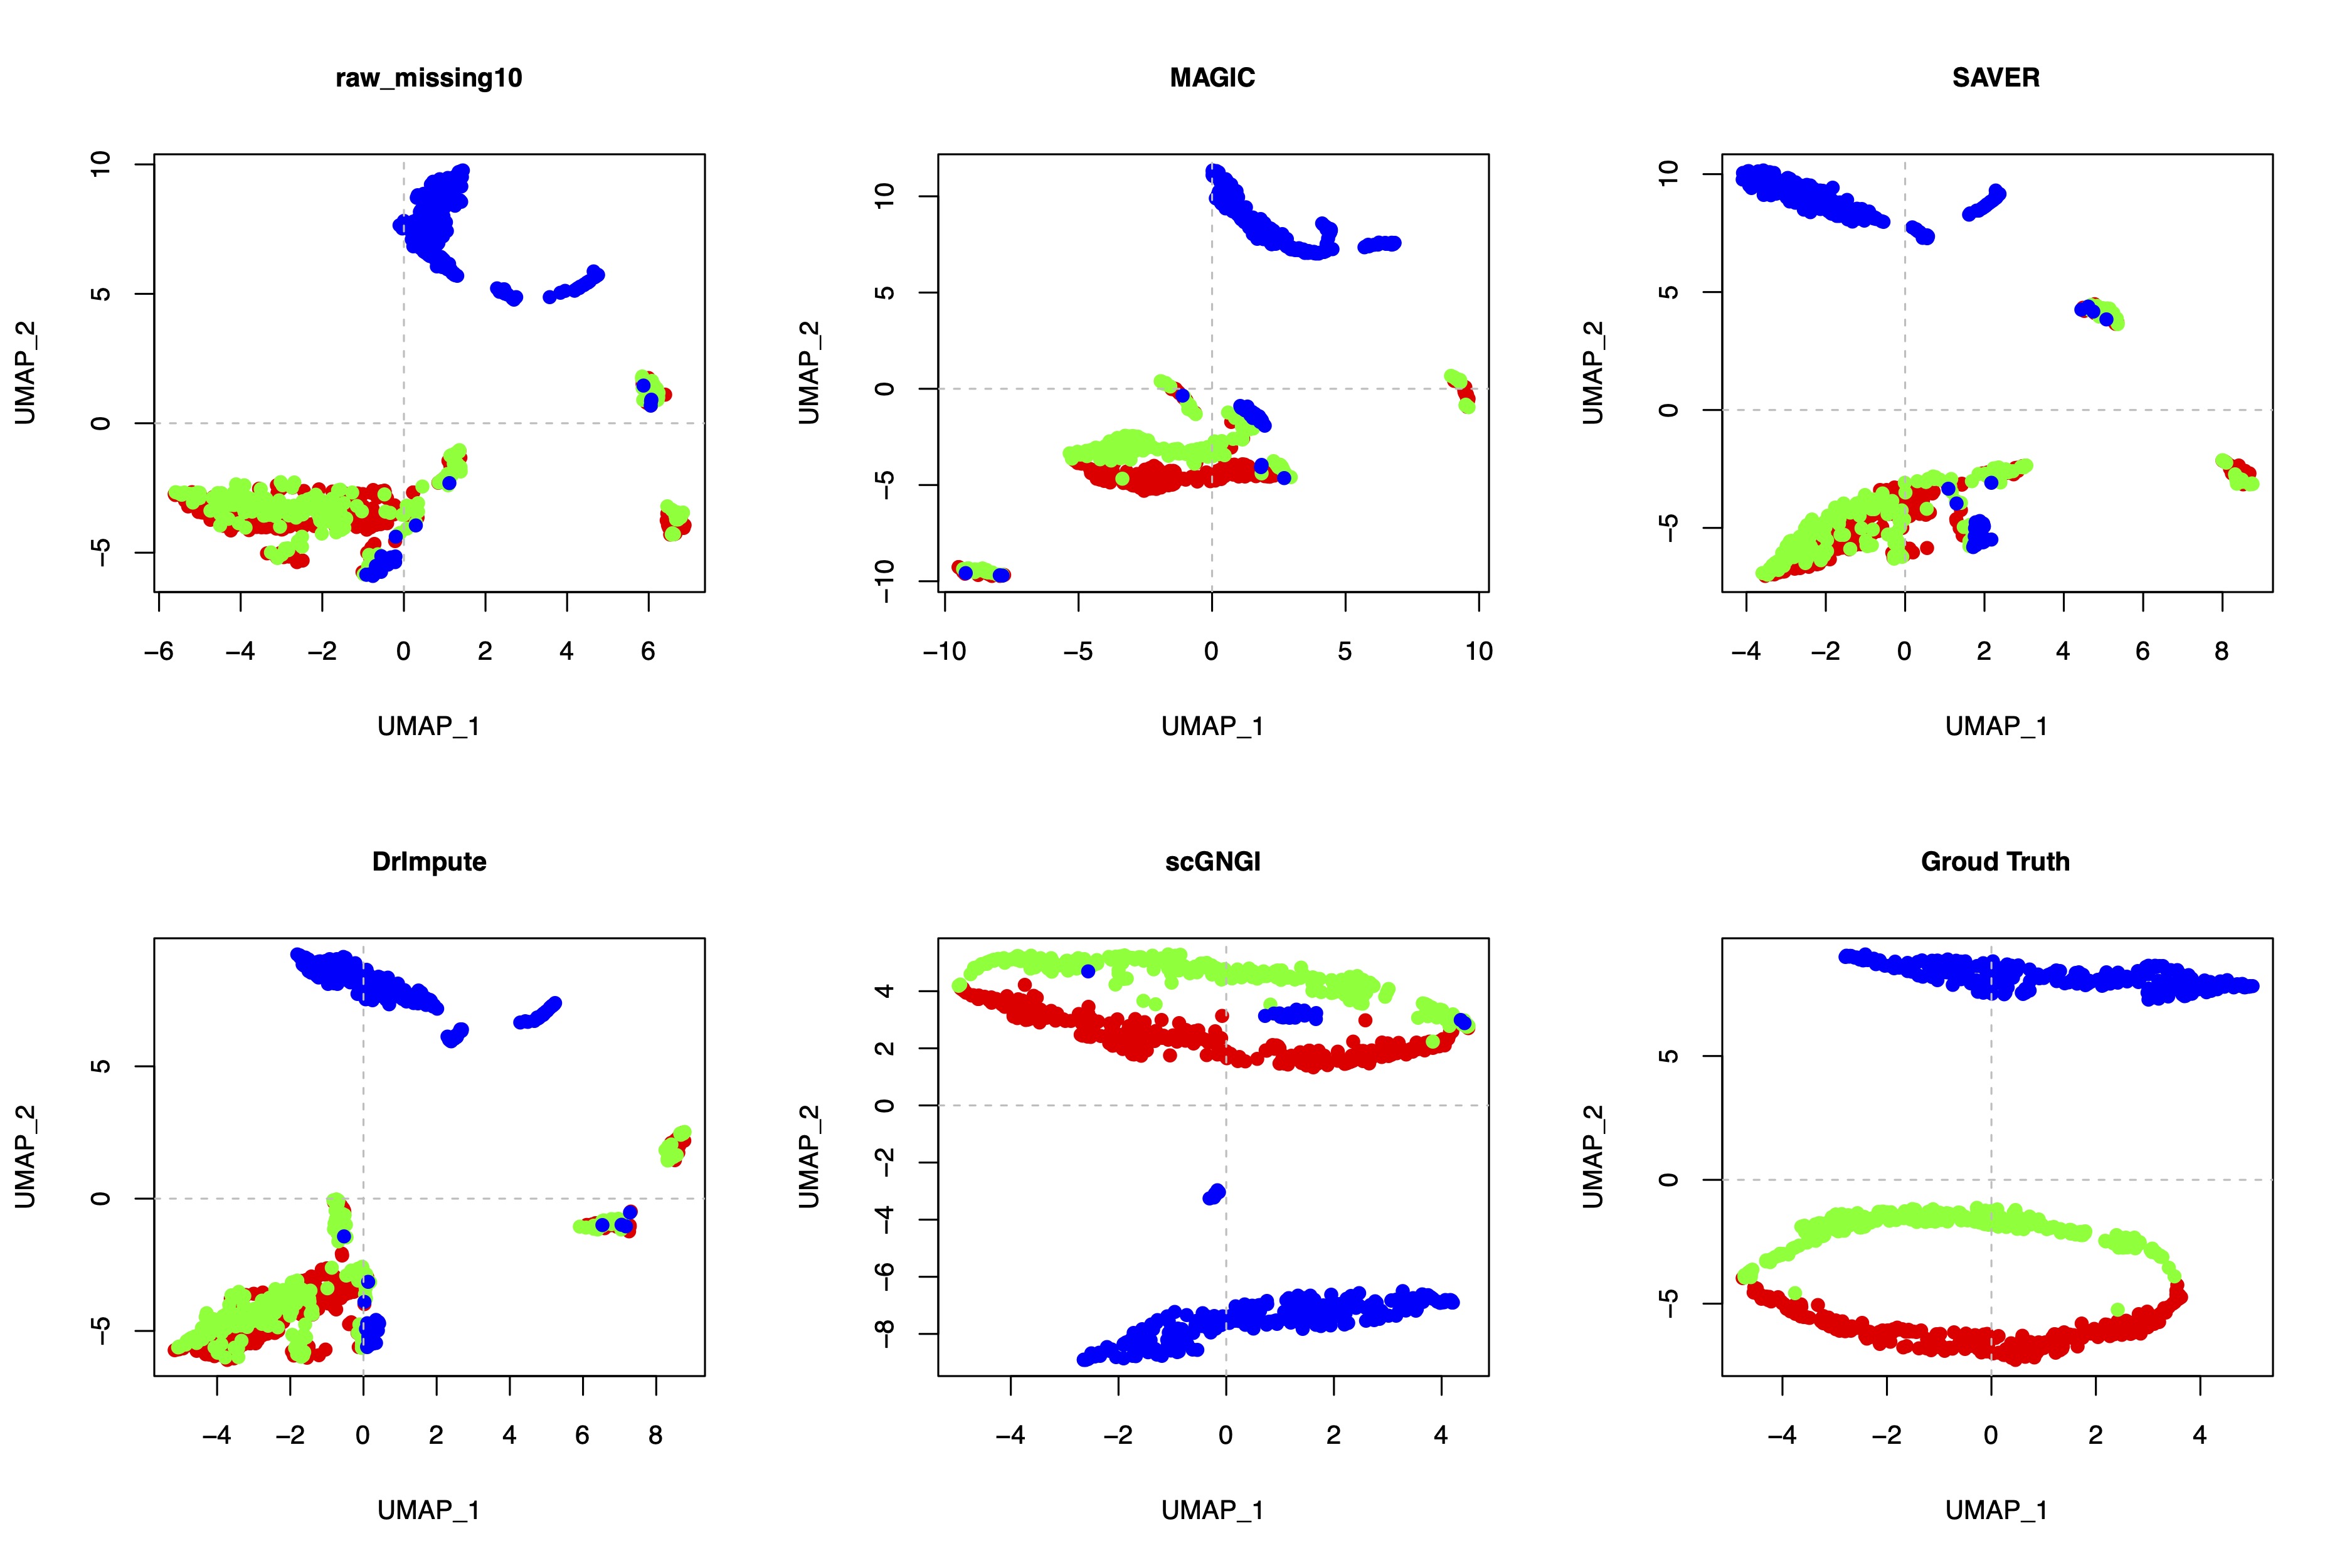 raw_missing10
MAGIC
SAVER
UMAP_2
10
5
0
−5
−6 −4 −2 0 2 4 6
UMAP_1
UMAP_2
10
5
0
−5
−10
−10 −5 0 5 10
UMAP_1
UMAP_2
10
5
0
−5
−4 −2 0 2 4 6 8
UMAP_1
DrImpute
scGNGI
Groud Truth
UMAP_2
5
0
−5
−4 −2 0 2 4 6 8
UMAP_1
UMAP_2
4
2
0
−2
−4
−6
−8
−4 −2 0 2 4
UMAP_1
UMAP_2
5
0
−5
−4 −2 0 2 4
UMAP_1